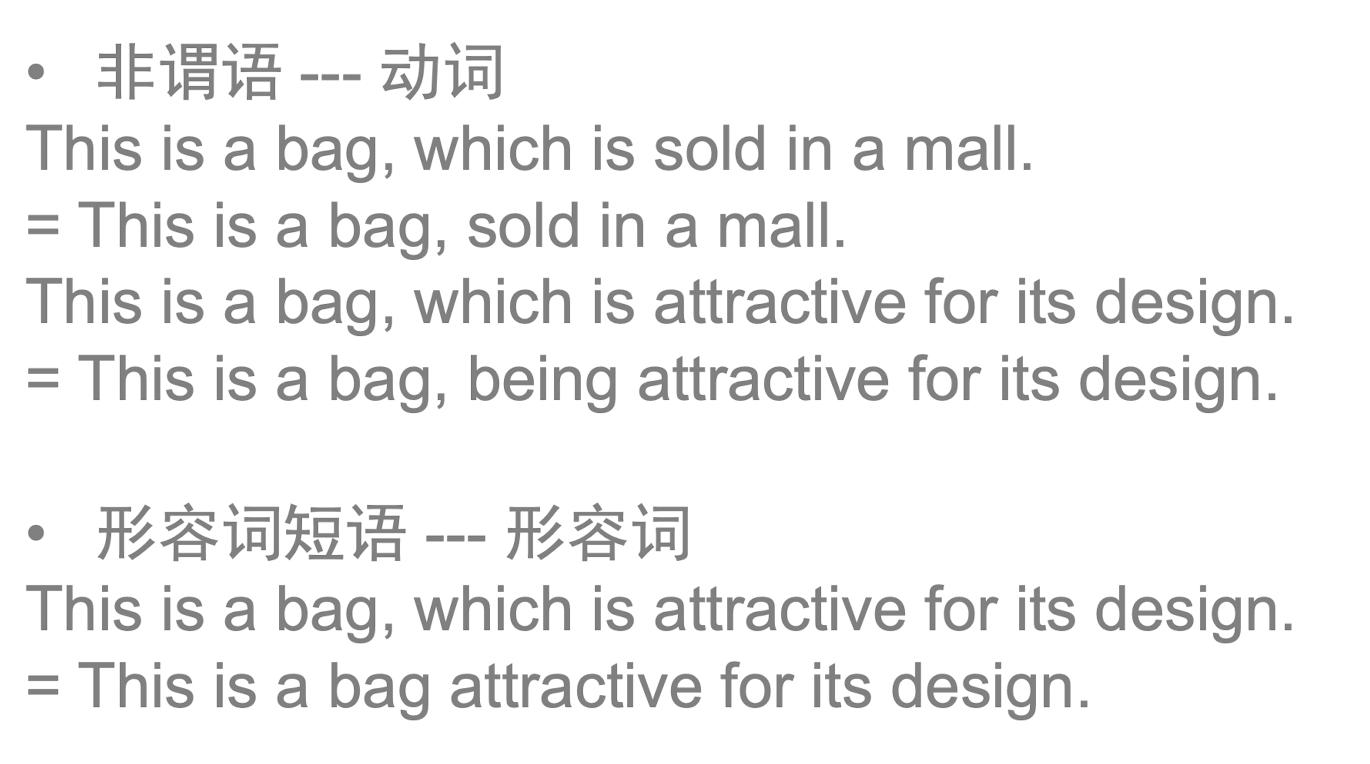 • 非谓语 --- 动词
This is a bag, which is sold in a mall.
= This is a bag, sold in a mall.
This is a bag, which is attractive for its design.
= This is a bag, being attractive for its design.
• 形容词短语 --- 形容词
This is a bag, which is attractive for its design.
= This is a bag attractive for its design.